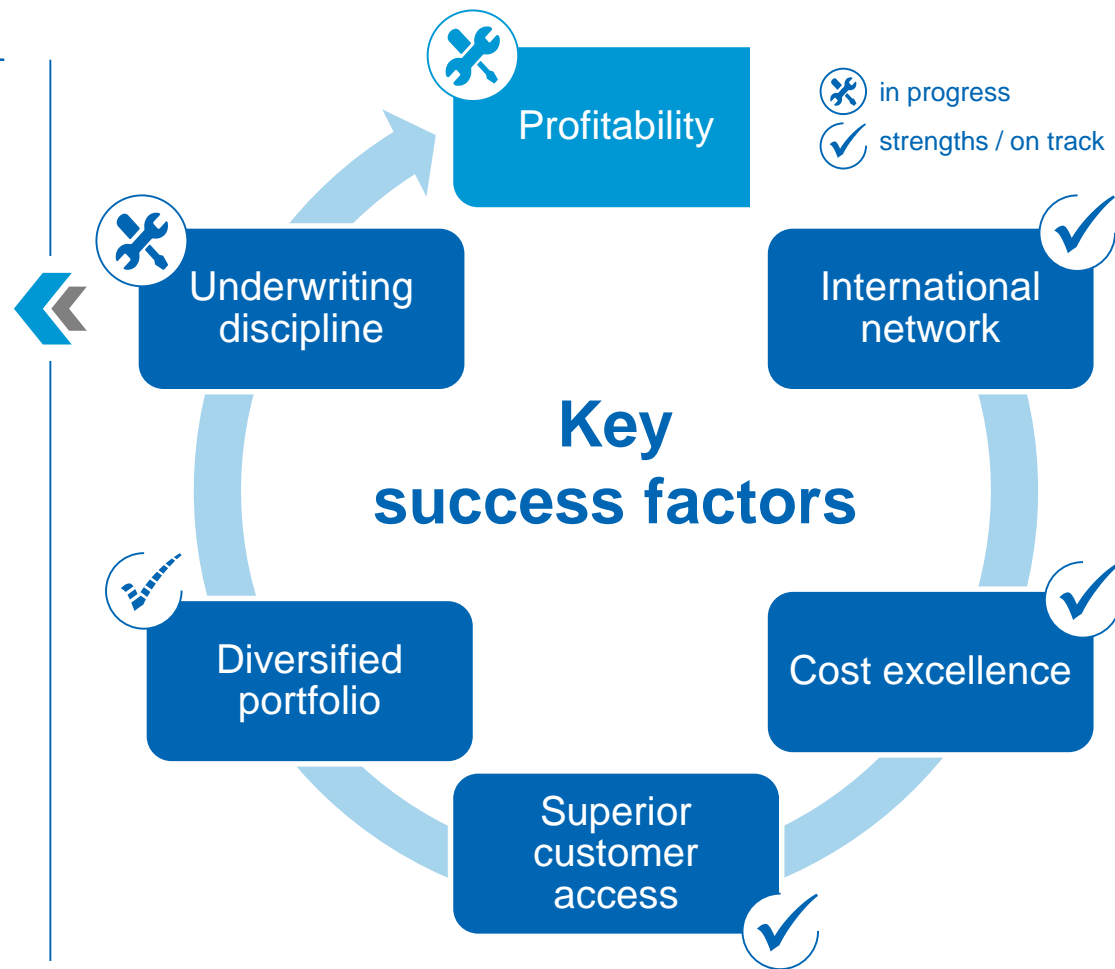 Profitability
in progress
strengths / on track
Underwriting
discipline
International
network
Key
success factors
Diversified
portfolio
Cost excellence
Superior
customer
access